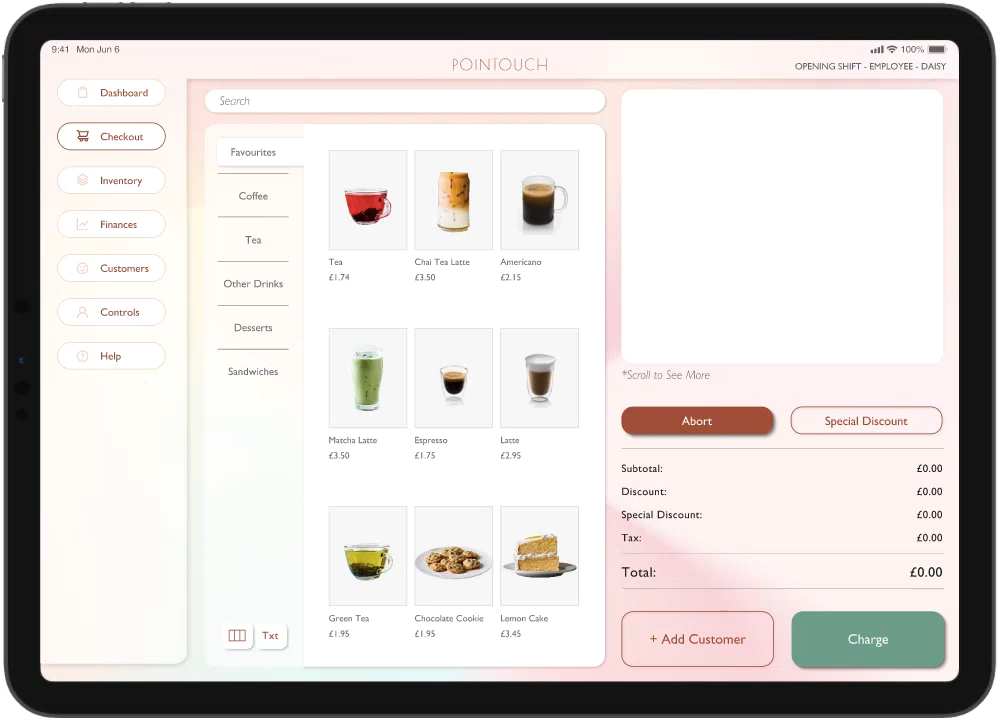 9:41 Mon Jun 6
100%
POINTOUCH
OPENING SHIFT - EMPLOYEE - DAISY
Dashboard
Checkout
Inventory
Finances
Customers
Controls
Help
Search
Favourites
Coffee
Tea
Other Drinks
Desserts
Sandwiches
Txt
Tea
£1.74
Chai Tea Latte
£3.50
Americano
£2.15
Matcha Latte
£3.50
Espresso
£1.75
Latte
£2.95
Green Tea
£1.95
Chocolate Cookie
£1.95
Lemon Cake
£3.45
*Scroll to See More
Abort
Special Discount
Subtotal: £0.00
Discount: £0.00
Special Discount: £0.00
Tax: £0.00
Total: £0.00
+ Add Customer
Charge